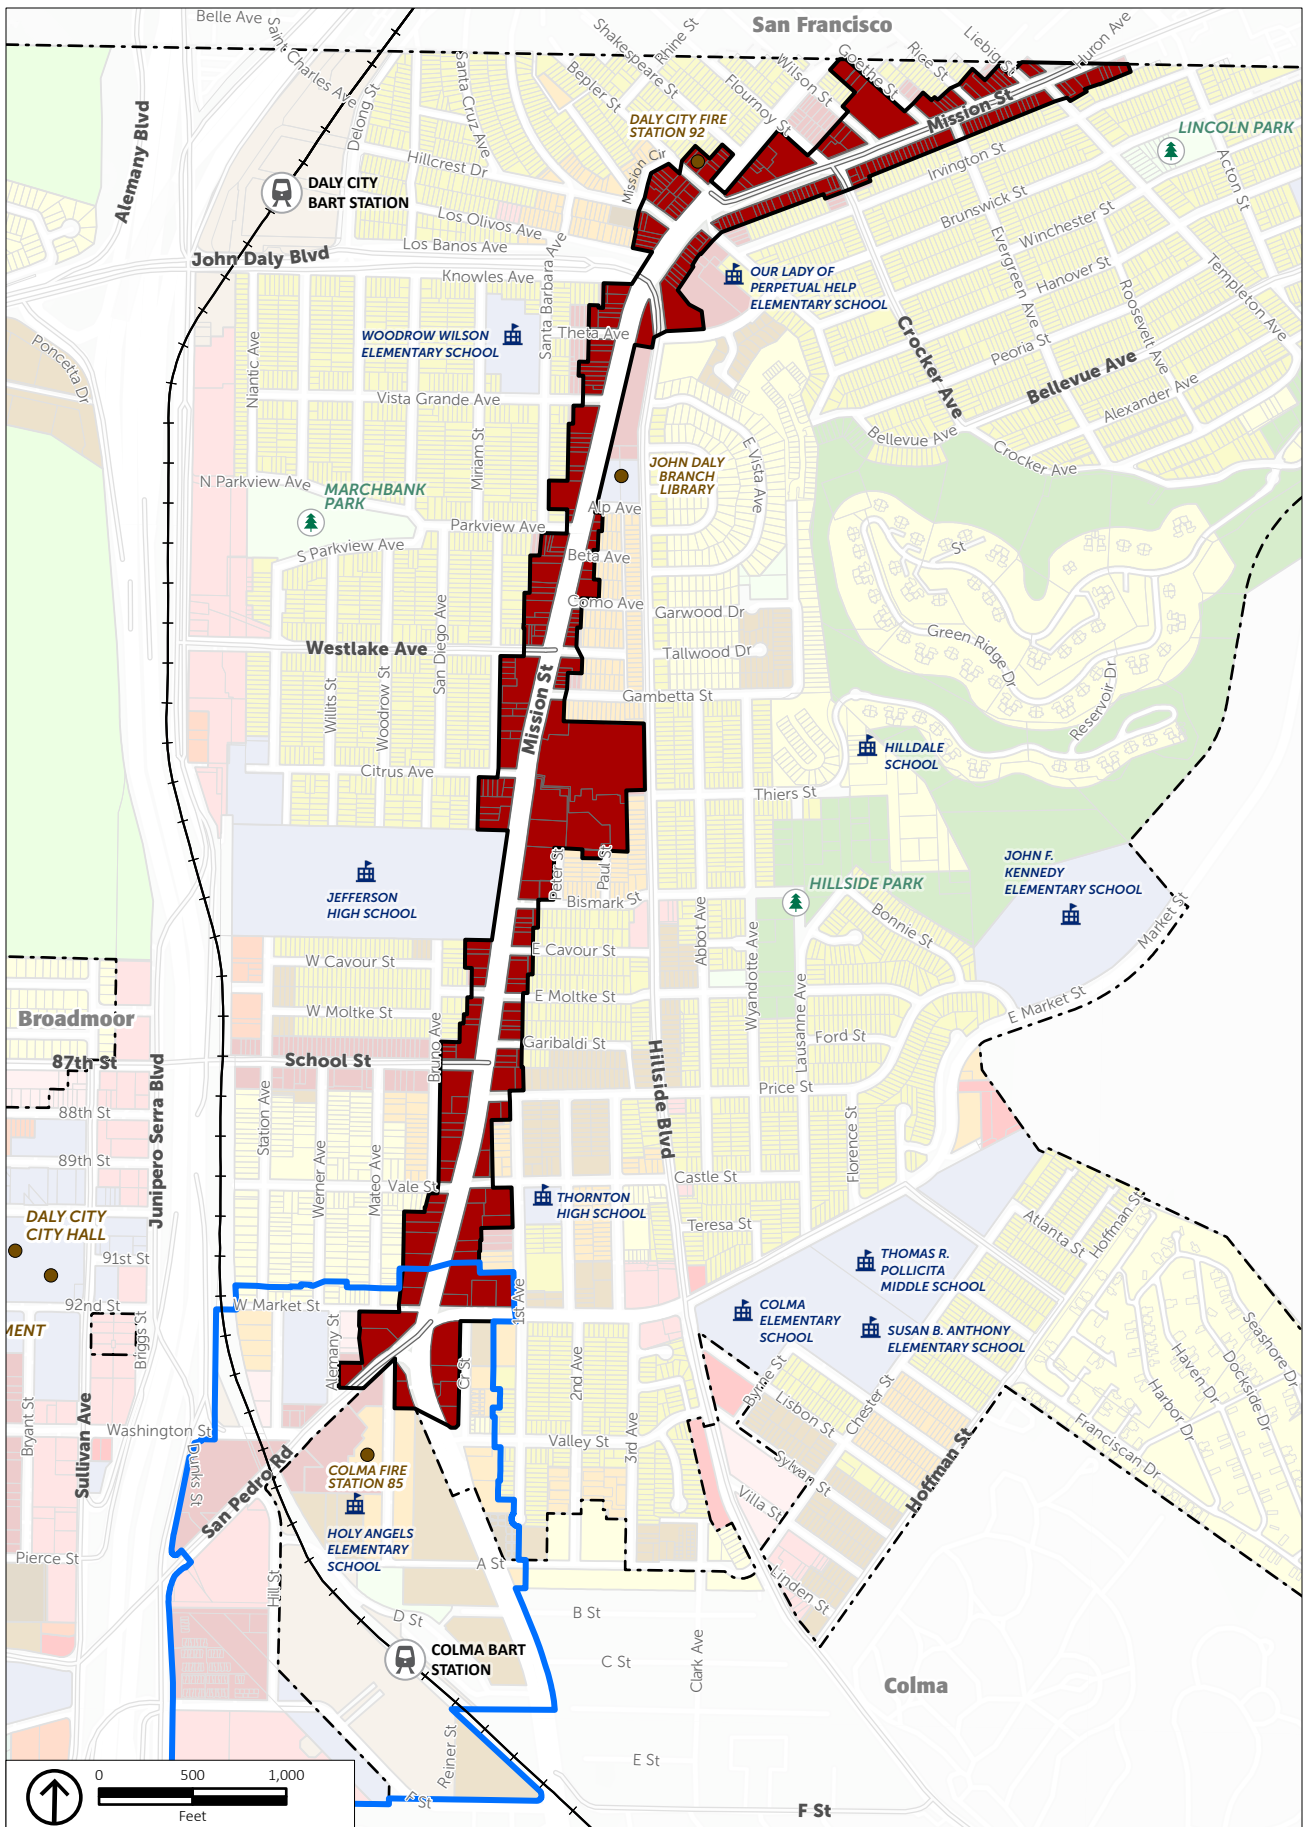 San Francisco
Belle Ave
Saint Charles Ave
Delong St
Santa Cruz Ave
Shakespeare St
Rhine St
Bepler St
Flournoy St
Wilson St
Goethe St
Rice St
Liebig St
Huron Ave
Mission St
Alemany Blvd
DALY CITY FIRE
STATION 92
LINCOLN PARK
Hillcrest Dr
Mission Cir
Irvington St
Acton St
DALY CITY
BART STATION
Los Olivos Ave
Brunswick St
Winchester St
Los Banos Ave
John Daly Blvd
Evergreen Ave
Hanover St
Templeton Ave
Knowles Ave
Santa Barbara Ave
OUR LADY OF
PERPETUAL HELP
ELEMENTARY SCHOOL
Roosevelt Ave
WOODROW WILSON
ELEMENTARY SCHOOL
Theta Ave
Crocker Ave
Peoria St
Poncetta Dr
Niantic Ave
Bellevue Ave
Alexander Ave
Vista Grande Ave
Miriam St
Bellevue Ave
Crocker Ave
E Vista Ave
JOHN DALY
BRANCH
LIBRARY
N Parkview Ave
MARCHBANK
PARK
Alp Ave
Parkview Ave
S Parkview Ave
Beta Ave
St
Como Ave
Garwood Dr
San Diego Ave
Green Ridge Dr
Westlake Ave
Tallwood Dr
Mission St
Gambetta St
Reservoir Dr
Willits St
Woodrow St
HILLDALE
SCHOOL
Citrus Ave
Thiers St
JEFFERSON
HIGH SCHOOL
Peter St
Paul St
JOHN F.
KENNEDY
ELEMENTARY SCHOOL
HILLSIDE PARK
Bismark St
Abbot Ave
Bonnie St
Market St
E Cavour St
Wyandotte Ave
W Cavour St
Lausanne Ave
E Moltke St
W Moltke St
E Market St
Broadmoor
Bruno Ave
Garibaldi St
Ford St
87th St
School St
Hillside Blvd
Price St
88th St
Station Ave
Junipero Serra Blvd
89th St
Werner Ave
Mateo Ave
Vale St
Castle St
Florence St
THORNTON
HIGH SCHOOL
Teresa St
Atlanta St
Hoffman St
DALY CITY
CITY HALL
91st St
THOMAS R.
POLLICITA
MIDDLE SCHOOL
92nd St
W Market St
1st Ave
COLMA
ELEMENTARY
SCHOOL
SUSAN B. ANTHONY
ELEMENTARY SCHOOL
MENT
Briggs St
Alemany St
Cr St
2nd Ave
Byrne St
Lisbon St
Chester St
Seashore Dr
Haven Dr
Dockside Dr
Harbor Dr
Bryant St
Sullivan Ave
Washington St
Dunks St
Valley St
3rd Ave
Franciscan Dr
San Pedro Rd
COLMA FIRE
STATION 85
Sylvan St
Hoffman St
Villa St
HOLY ANGELS
ELEMENTARY
SCHOOL
Pierce St
Hill St
A St
Linden St
B St
D St
COLMA BART
STATION
C St
Clark Ave
Colma
Reiner St
E St
F St
F St
0 500 1,000
Feet